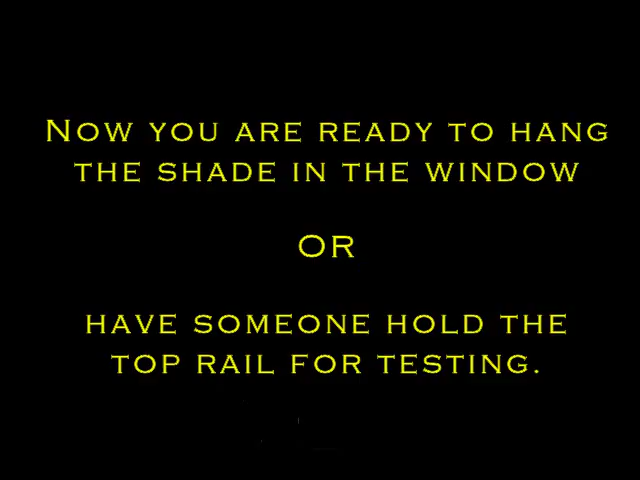 Now you are ready to hang
the shade in the window
or
have someone hold the
top rail for testing.